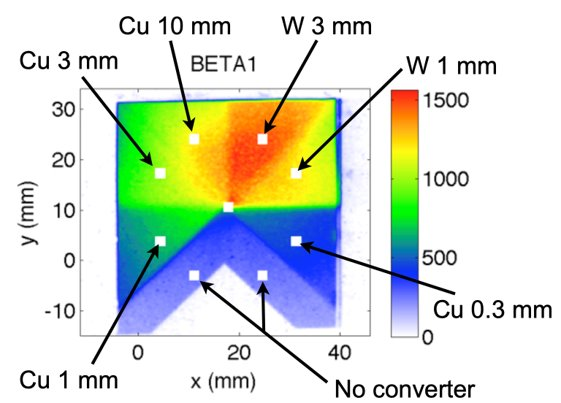 Cu 10 mm
W 3 mm
Cu 3 mm
BETA1
W 1 mm
30
20
10
0
-10
y (mm)
0
20
40
x (mm)
1500
1000
500
0
Cu 0.3 mm
Cu 1 mm
No converter